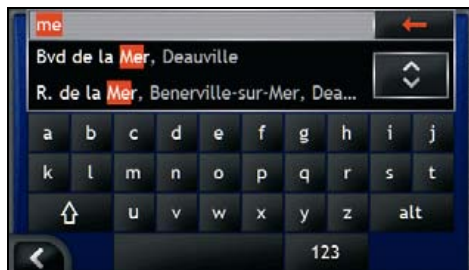 me
Bvd de la Mer, Deauville
R. de la Mer, Benerville-sur-Mer, Dea...
a b c d e f g h i j
k l m n o p q r s t
u v w x y z alt
123